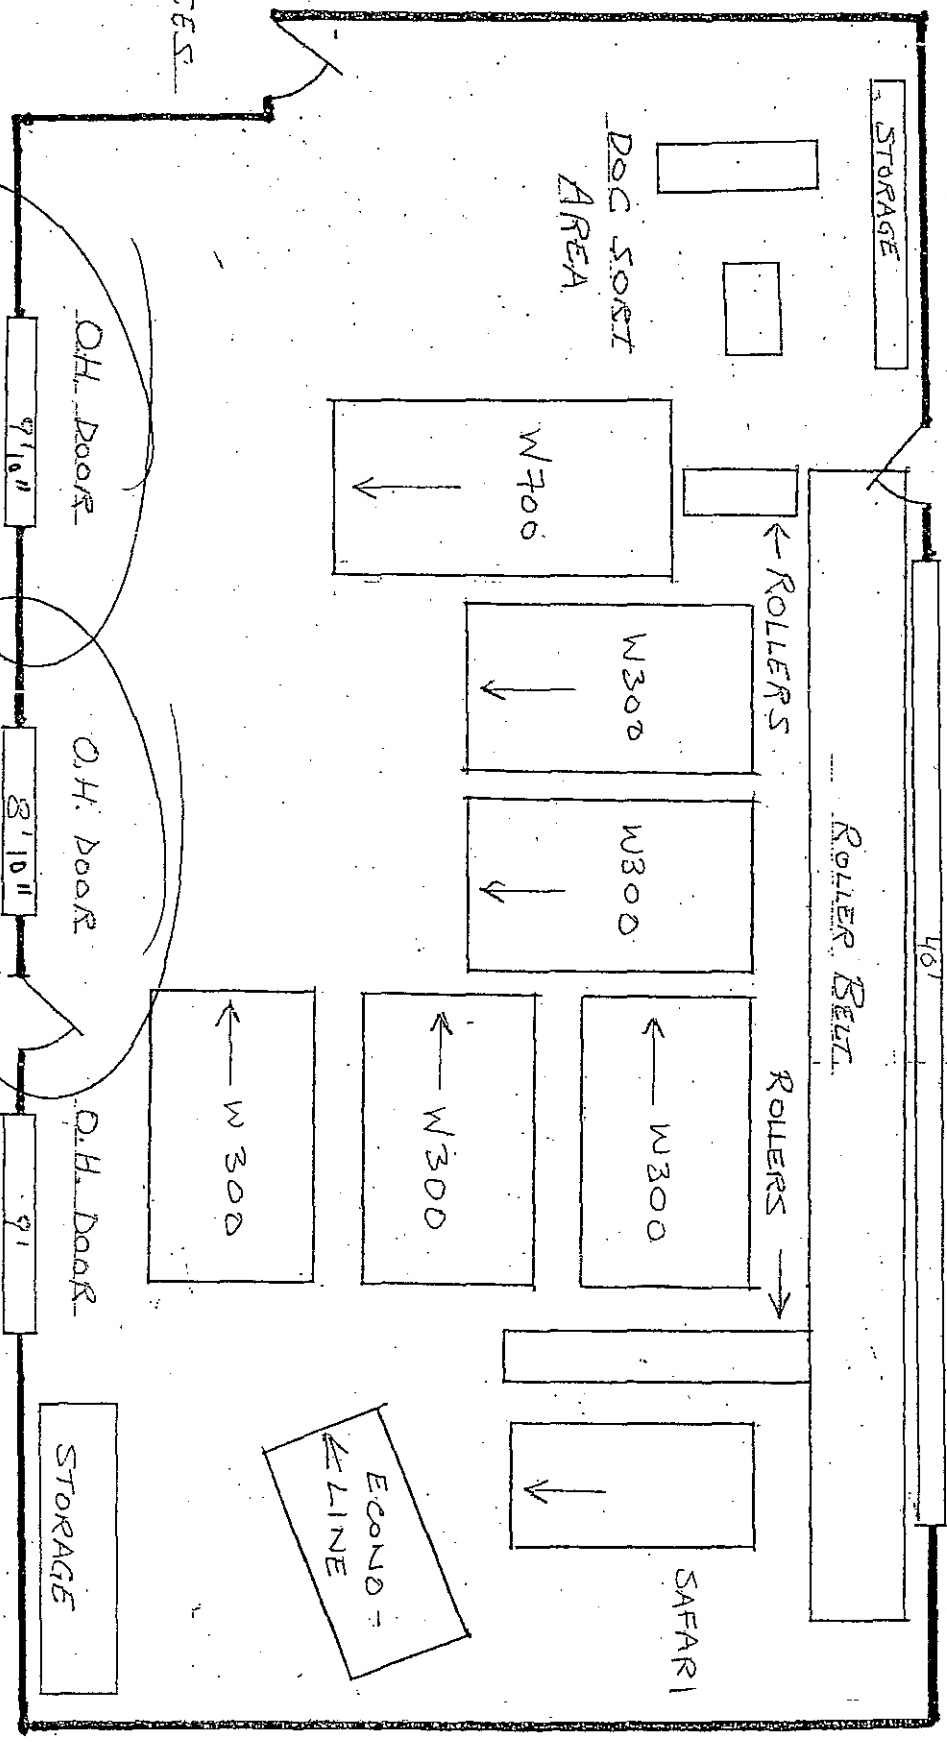 40'
STORAGE
ROLLER BELT
← ROLLERS
ROLLERS →
SAFARI
DOC SORT
AREA
W700
W300
W300
← W300
← W300
← W300
ECONO-
← LINE
O.H. DOOR
O.H. DOOR
O.H. DOOR
9'10"
8'10"
9'
STORAGE